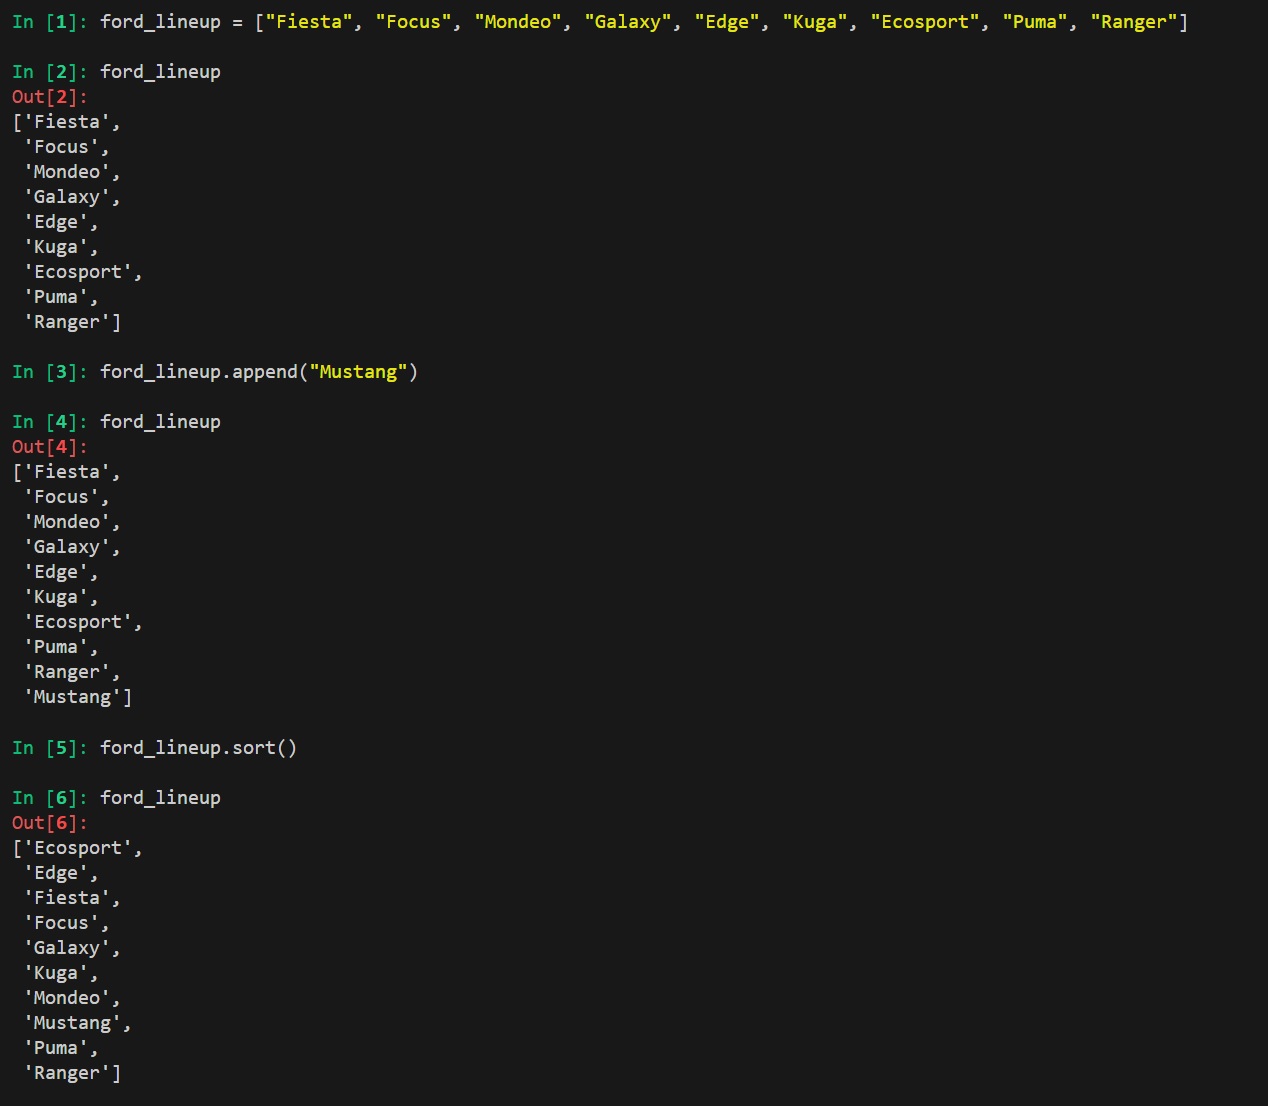 In [1]: ford_lineup = ["Fiesta", "Focus", "Mondeo", "Galaxy", "Edge", "Kuga", "Ecosport", "Puma", "Ranger"]
In [2]: ford_lineup
Out[2]:
['Fiesta',
 'Focus',
 'Mondeo',
 'Galaxy',
 'Edge',
 'Kuga',
 'Ecosport',
 'Puma',
 'Ranger']
In [3]: ford_lineup.append("Mustang")
In [4]: ford_lineup
Out[4]:
['Fiesta',
 'Focus',
 'Mondeo',
 'Galaxy',
 'Edge',
 'Kuga',
 'Ecosport',
 'Puma',
 'Ranger',
 'Mustang']
In [5]: ford_lineup.sort()
In [6]: ford_lineup
Out[6]:
['Ecosport',
 'Edge',
 'Fiesta',
 'Focus',
 'Galaxy',
 'Kuga',
 'Mondeo',
 'Mustang',
 'Puma',
 'Ranger']